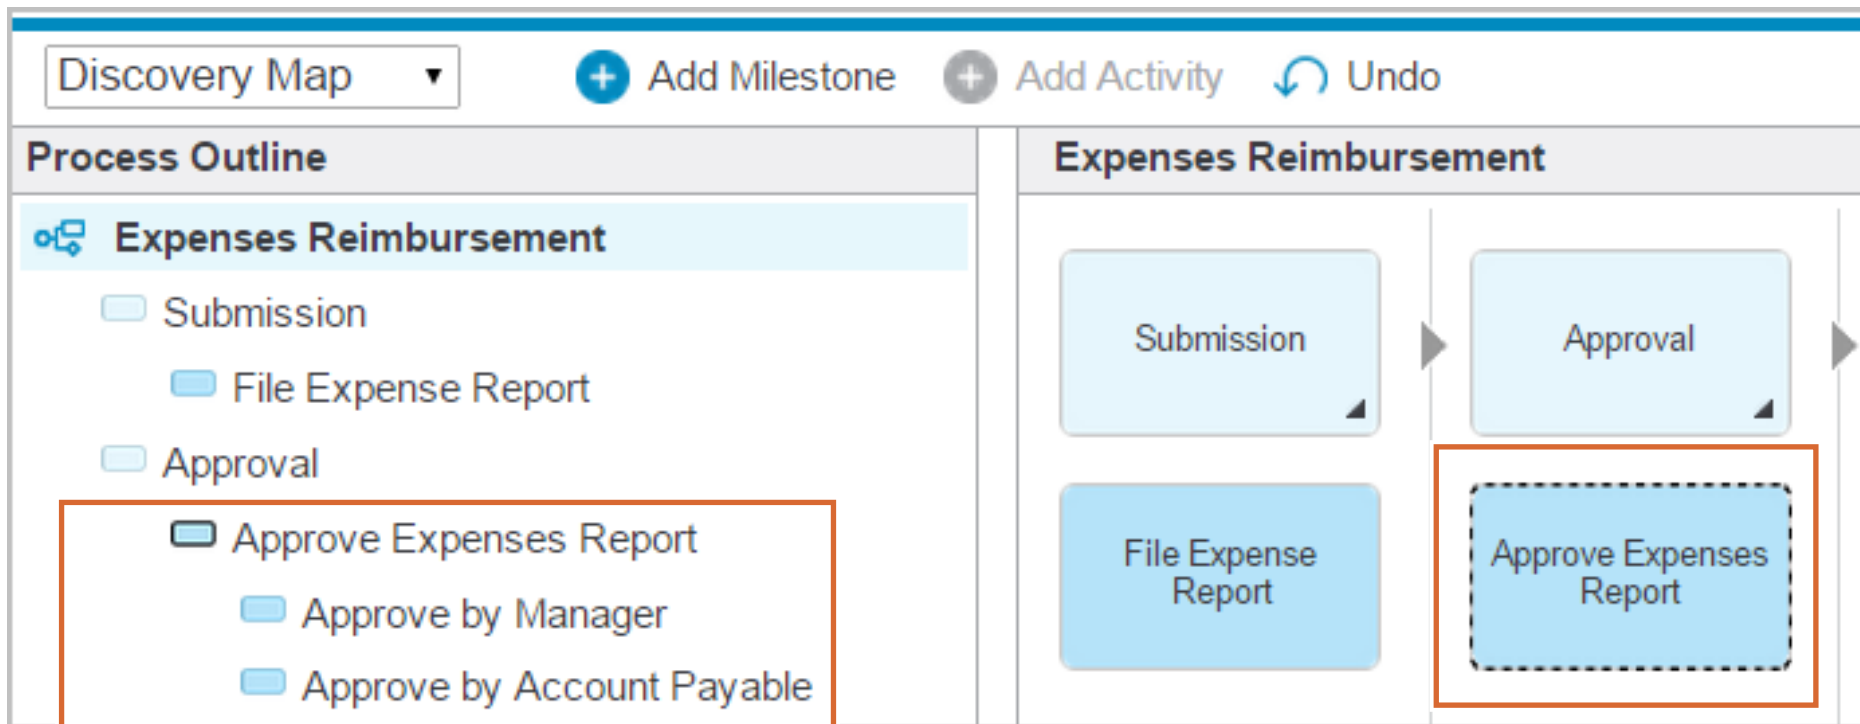 Discovery Map
Add Milestone
Add Activity
Undo
Process Outline
Expenses Reimbursement
Submission
File Expense Report
Approval
Approve Expenses Report
Approve by Manager
Approve by Account Payable
Expenses Reimbursement
Submission
Approval
File Expense
Report
Approve Expenses
Report